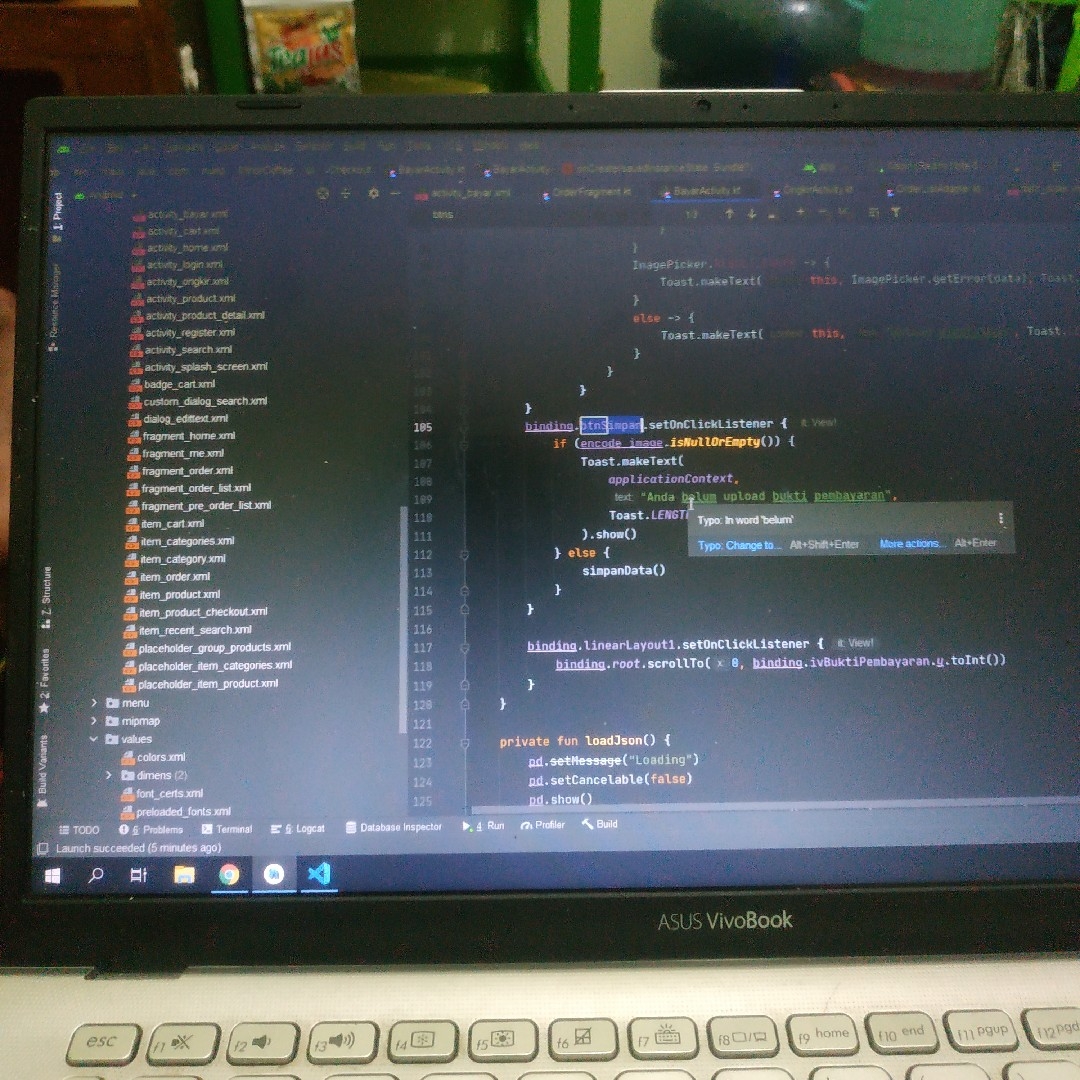 Android
activity_bayar.xml
OrderFragment.kt
BayarActivity.kt
OngkirActivity.kt
1: Project
Resource Manager
Z: Structure
2: Favorites
Build Variants
activity_bayar.xml
activity_cart.xml
activity_home.xml
activity_login.xml
activity_ongkir.xml
activity_product.xml
activity_product_detail.xml
activity_register.xml
activity_search.xml
activity_splash_screen.xml
badge_cart.xml
custom_dialog_search.xml
dialog_edittext.xml
fragment_home.xml
fragment_me.xml
fragment_order.xml
fragment_order_list.xml
fragment_pre_order_list.xml
item_cart.xml
item_categories.xml
item_category.xml
item_order.xml
item_product.xml
item_product_checkout.xml
item_recent_search.xml
placeholder_group_products.xml
placeholder_item_categories.xml
placeholder_item_product.xml
menu
mipmap
values
colors.xml
dimens (2)
font_certs.xml
preloaded_fonts.xml
btns
}
ImagePicker. -> {
Toast.makeText( this, ImagePicker.getError(data), Toast.
}
else -> {
Toast.makeText( this, , Toast.
}
}
103 }
104 }
105 binding.btnSimpan.setOnClickListener { it: View!
106 if (encode_image.isNullOrEmpty()) {
107 Toast.makeText(
108 applicationContext,
109 text: "Anda belum upload bukti pembayaran",
110 Toast.LENGT
111 ).show()
112 } else {
113 simpanData()
114 }
115 }
116
117 binding.linearLayout1.setOnClickListener { it: View!
118 binding.root.scrollTo( x: 0, binding.ivBuktiPembayaran.y.toInt())
119 }
120 }
121
122 private fun loadJson() {
123 pd.setMessage("Loading")
124 pd.setCancelable(false)
125 pd.show()
Typo: In word 'belum'
Typo: Change to... Alt+Shift+Enter More actions... Alt+Enter
TODO 6: Problems Terminal 6: Logcat Database Inspector 4: Run Profiler Build
Launch succeeded (5 minutes ago)
ASUS VivoBook
esc f1 f2 f3 f4 f5 f6 f7 f8 f9 home f10 end f11 pgup f12 pgd